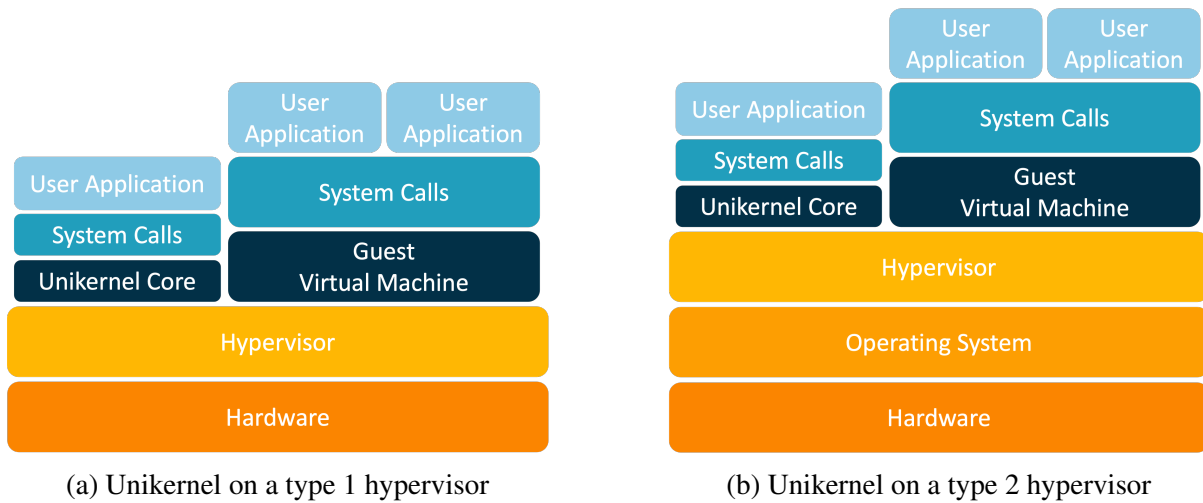 User
Application
User
Application
User Application
System Calls
System Calls
Unikernel Core
Guest
Virtual Machine
Hypervisor
Hardware
(a) Unikernel on a type 1 hypervisor
User
Application
User
Application
User Application
System Calls
System Calls
Unikernel Core
Guest
Virtual Machine
Hypervisor
Operating System
Hardware
(b) Unikernel on a type 2 hypervisor